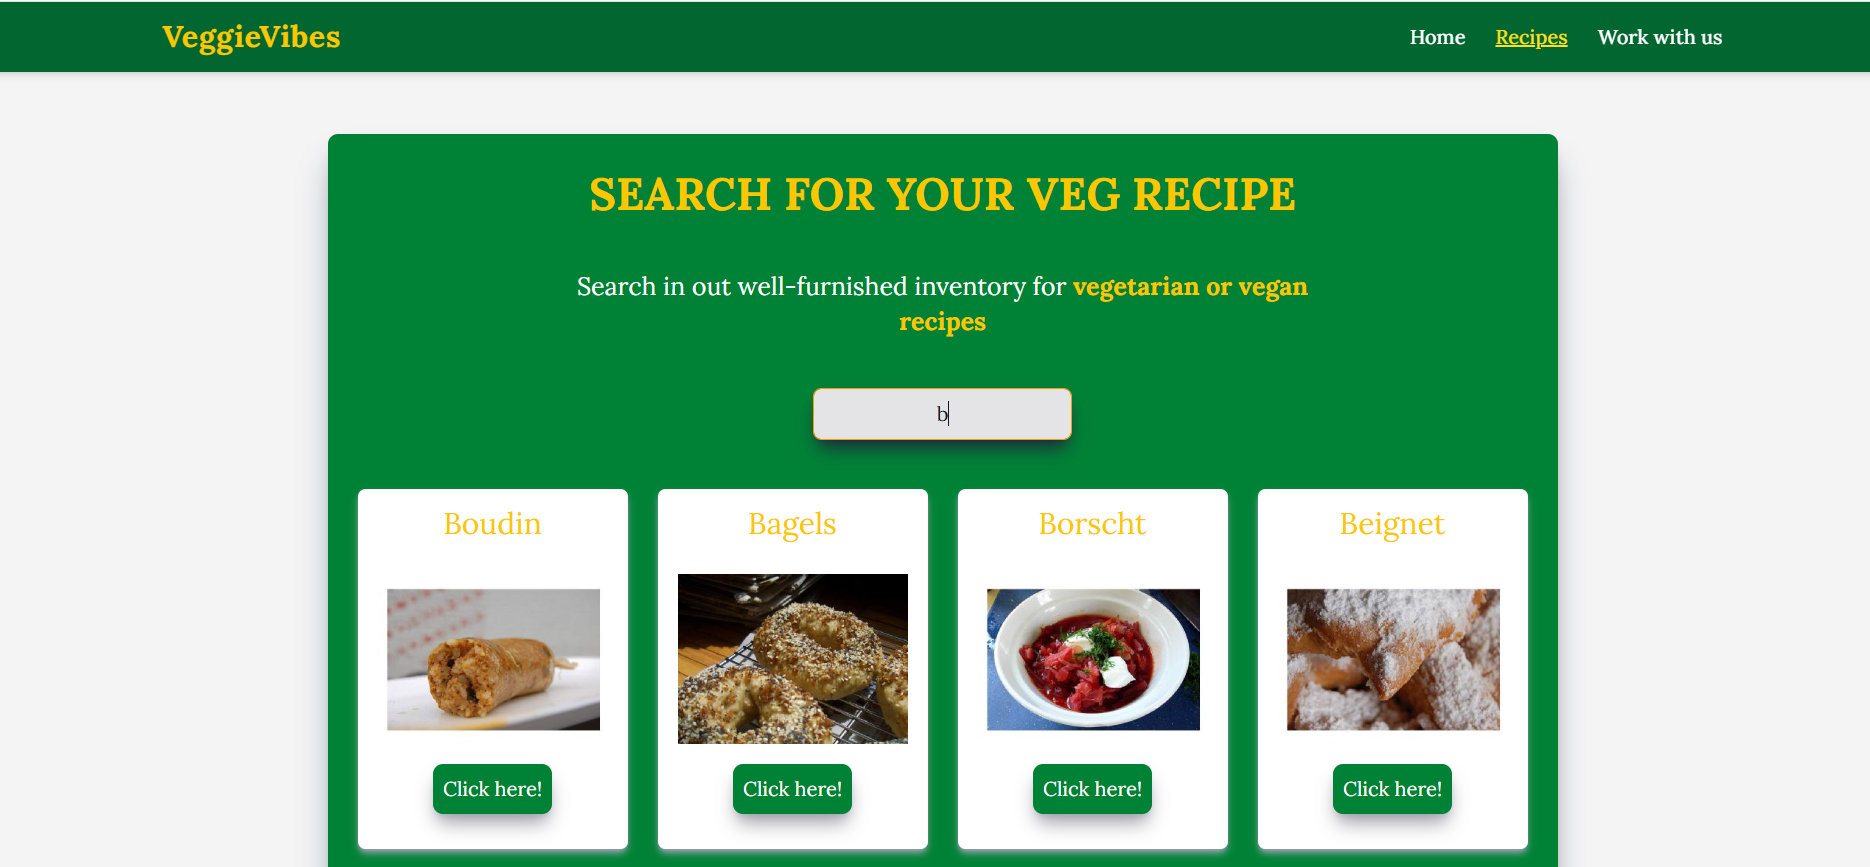 VeggieVibes
Home Recipes Work with us
SEARCH FOR YOUR VEG RECIPE
Search in out well-furnished inventory for vegetarian or vegan
recipes
b
Boudin Bagels Borscht Beignet
Click here! Click here! Click here! Click here!